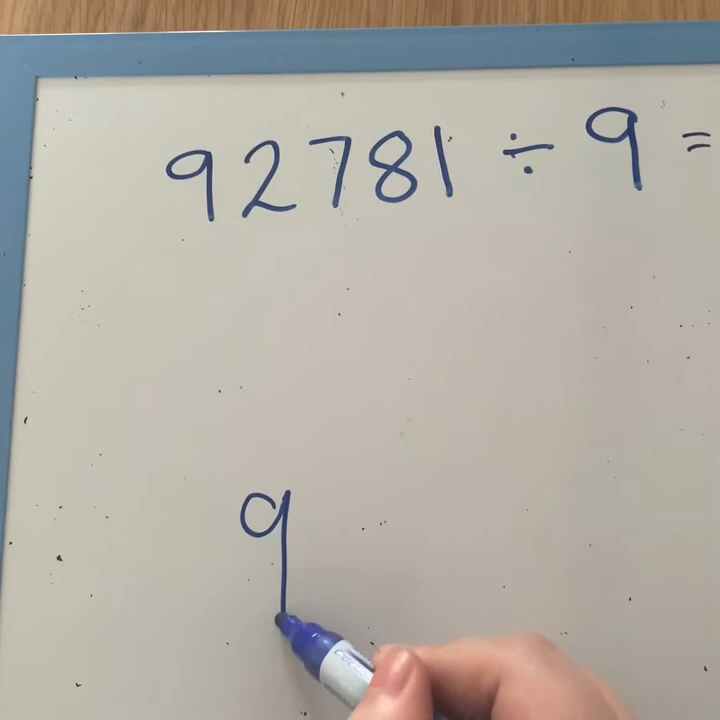 92781 ÷ 9 =
9